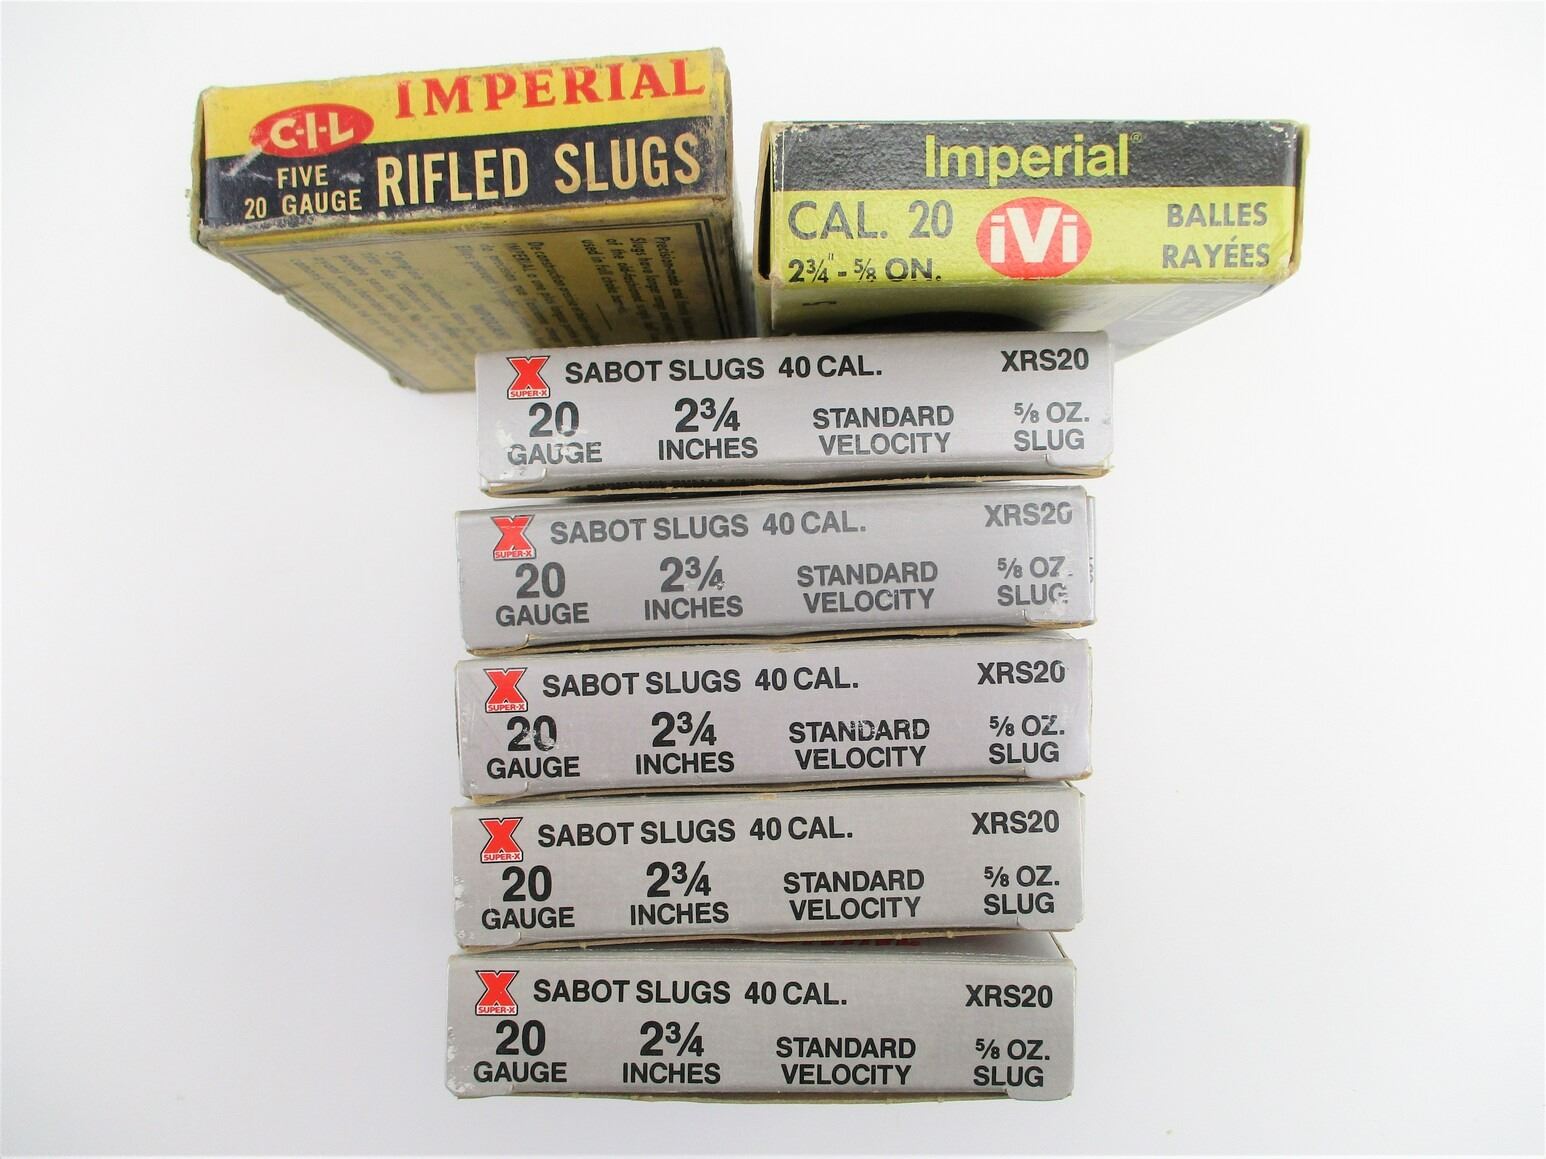 IMPERIAL
C-I-L
FIVE
20 GAUGE
RIFLED SLUGS
Imperial®
CAL. 20
iVi
BALLES
RAYÉES
2¾" - ⅝ ON.
X
SUPER-X
SABOT SLUGS 40 CAL.
XRS20
20
GAUGE
2¾
INCHES
STANDARD
VELOCITY
⅝ OZ.
SLUG
X
SUPER-X
SABOT SLUGS 40 CAL.
XRS20
20
GAUGE
2¾
INCHES
STANDARD
VELOCITY
⅝ OZ.
SLUG
X
SUPER-X
SABOT SLUGS 40 CAL.
XRS20
20
GAUGE
2¾
INCHES
STANDARD
VELOCITY
⅝ OZ.
SLUG
X
SUPER-X
SABOT SLUGS 40 CAL.
XRS20
20
GAUGE
2¾
INCHES
STANDARD
VELOCITY
⅝ OZ.
SLUG
X
SUPER-X
SABOT SLUGS 40 CAL.
XRS20
20
GAUGE
2¾
INCHES
STANDARD
VELOCITY
⅝ OZ.
SLUG